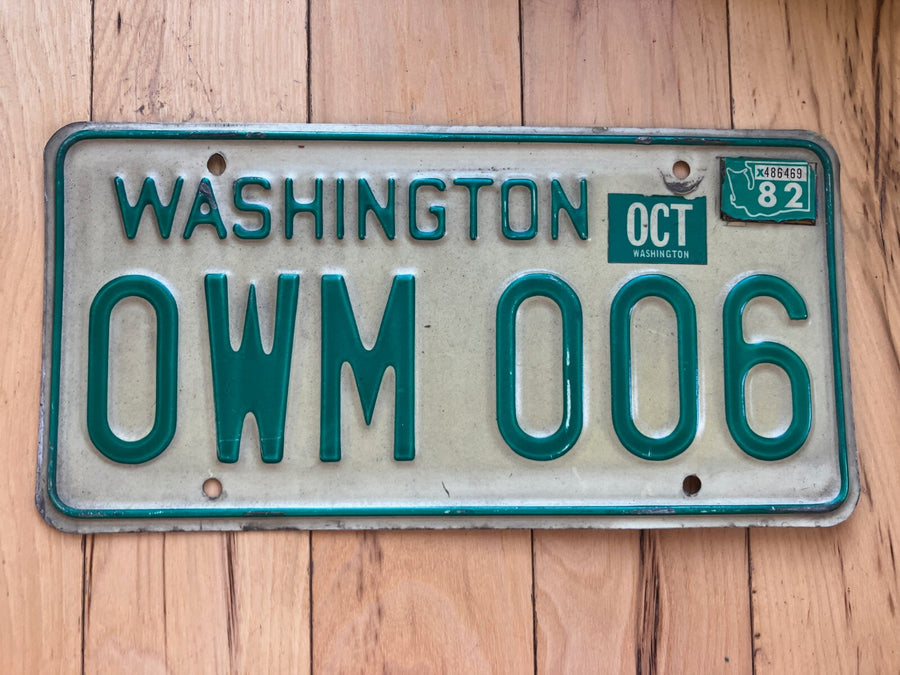 WASHINGTON
OCT
WASHINGTON
X486469
82
OWM 006